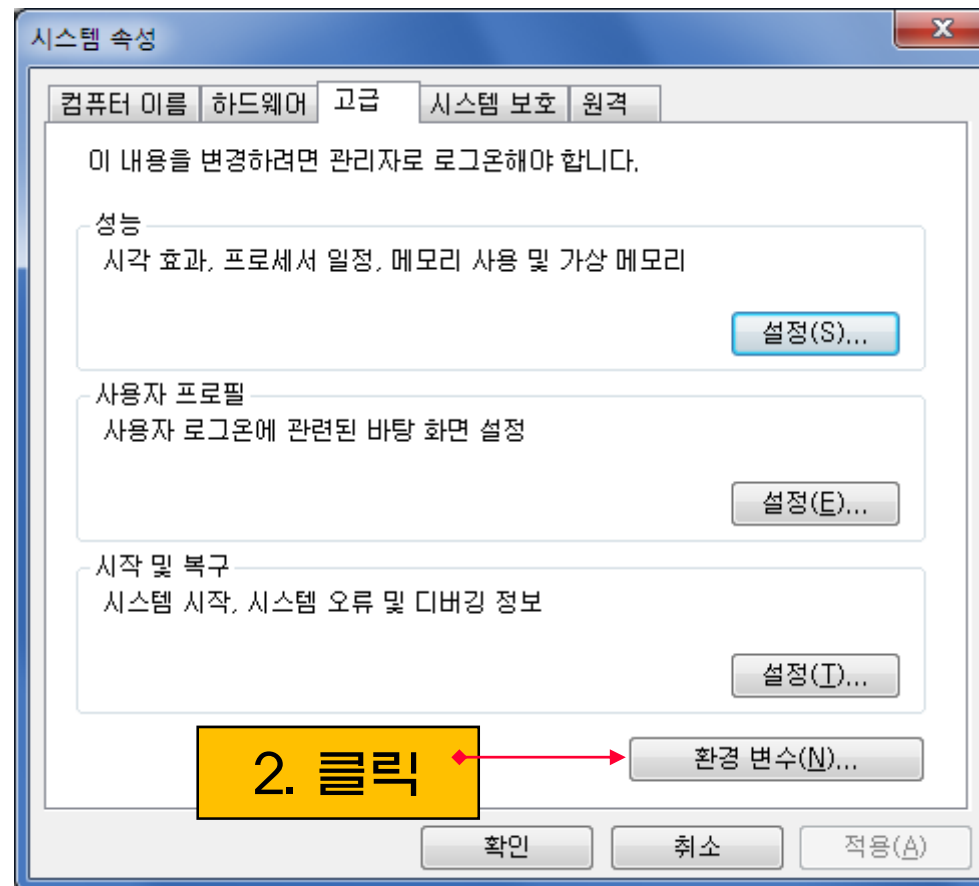 시스템 속성
컴퓨터 이름 하드웨어 고급 시스템 보호 원격
이 내용을 변경하려면 관리자로 로그온해야 합니다.
성능
시각 효과, 프로세서 일정, 메모리 사용 및 가상 메모리
설정(S)...
사용자 프로필
사용자 로그온에 관련된 바탕 화면 설정
설정(E)...
시작 및 복구
시스템 시작, 시스템 오류 및 디버깅 정보
설정(T)...
2. 클릭
환경 변수(N)...
확인 취소 적용(A)